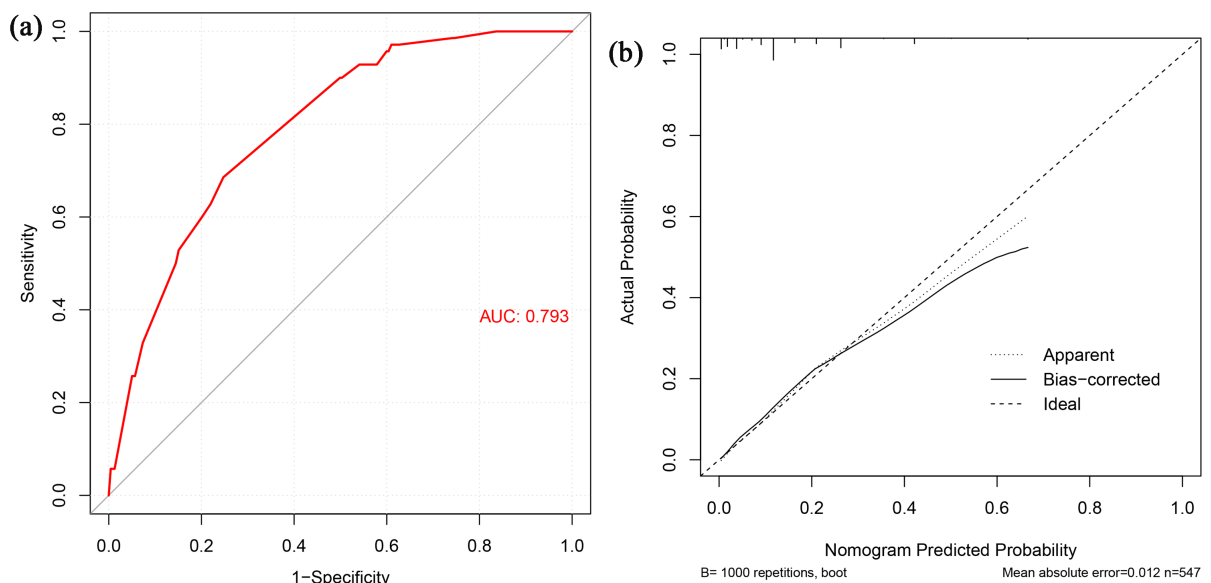 (a)
1.0
0.8
0.6
0.4
0.2
0.0
Sensitivity
AUC: 0.793
0.0 0.2 0.4 0.6 0.8 1.0
1−Specificity
(b)
1.0
0.8
0.6
0.4
0.2
0.0
Actual Probability
Apparent
Bias−corrected
Ideal
0.0 0.2 0.4 0.6 0.8 1.0
Nomogram Predicted Probability
B= 1000 repetitions, boot Mean absolute error=0.012 n=547